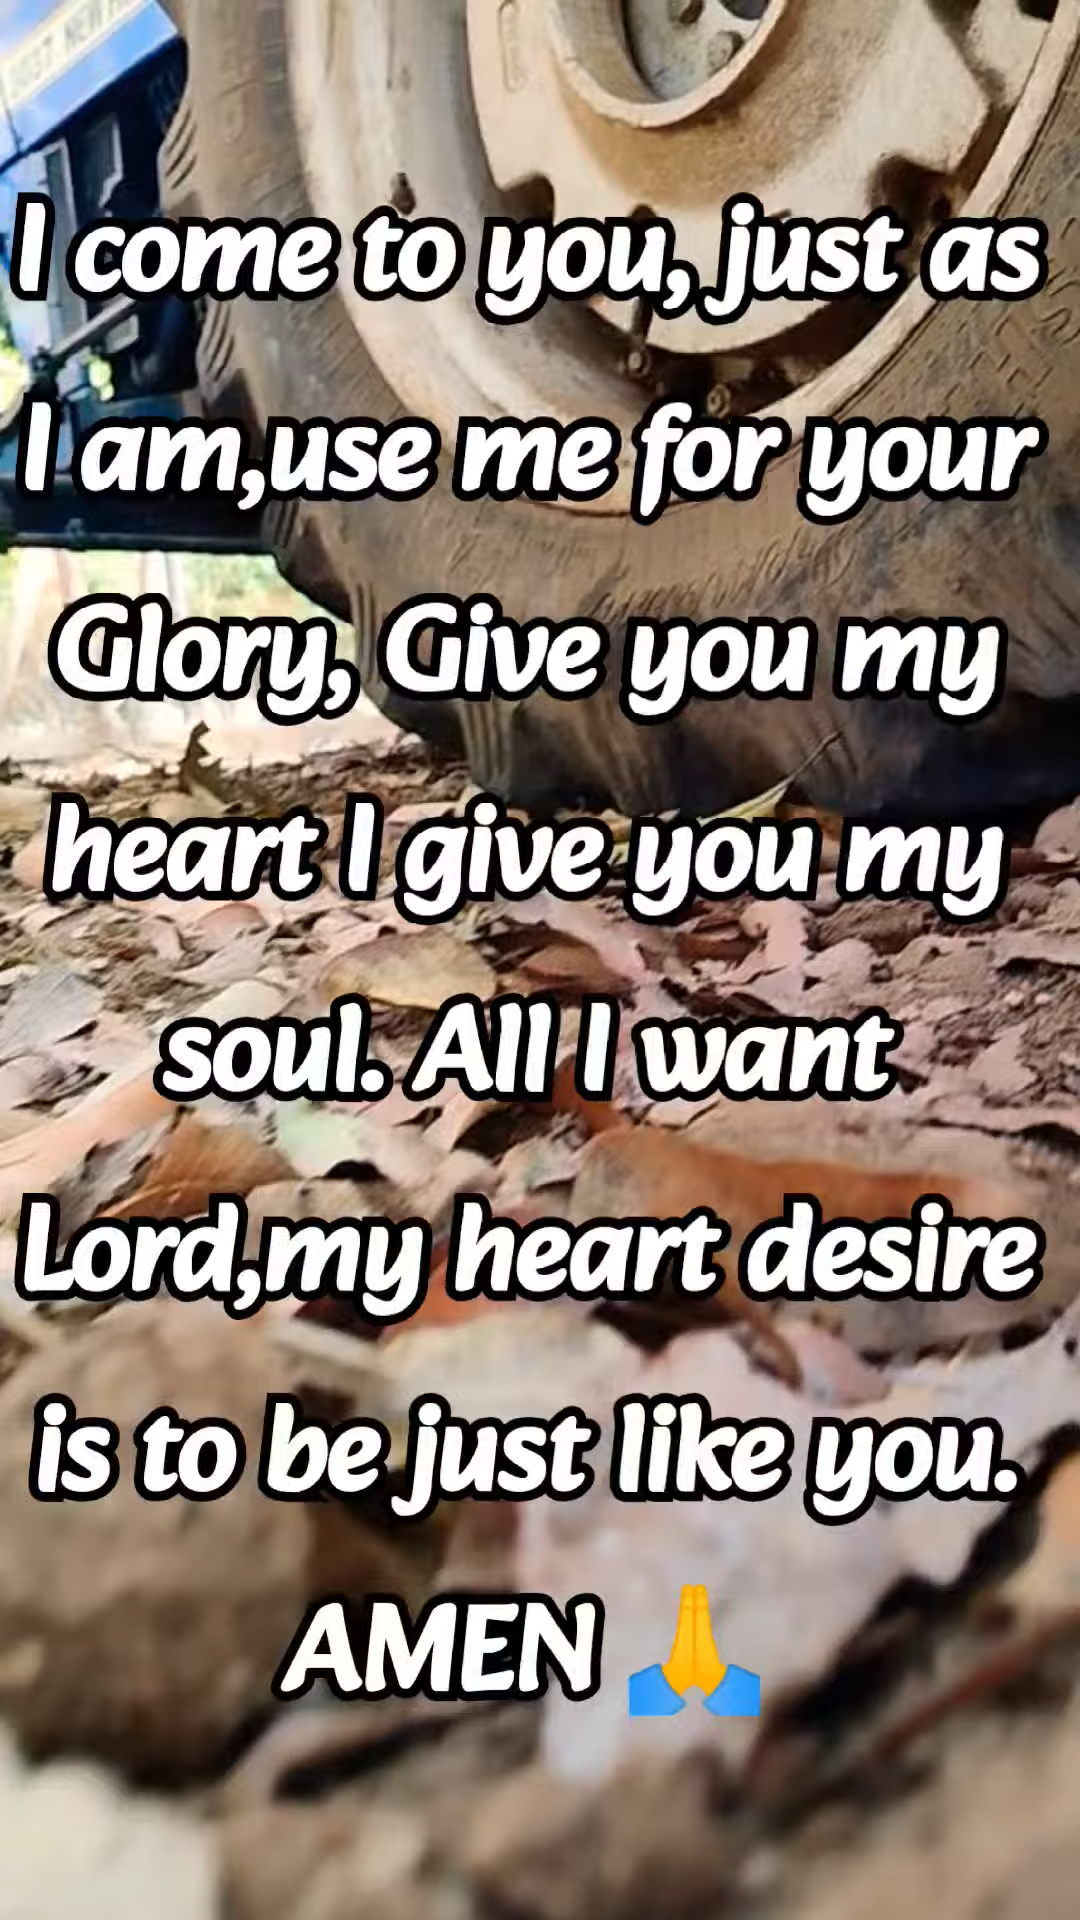 I come to you, just as
I am,use me for your
Glory, Give you my
heart I give you my
soul. All I want
Lord,my heart desire
is to be just like you.
AMEN 🙏